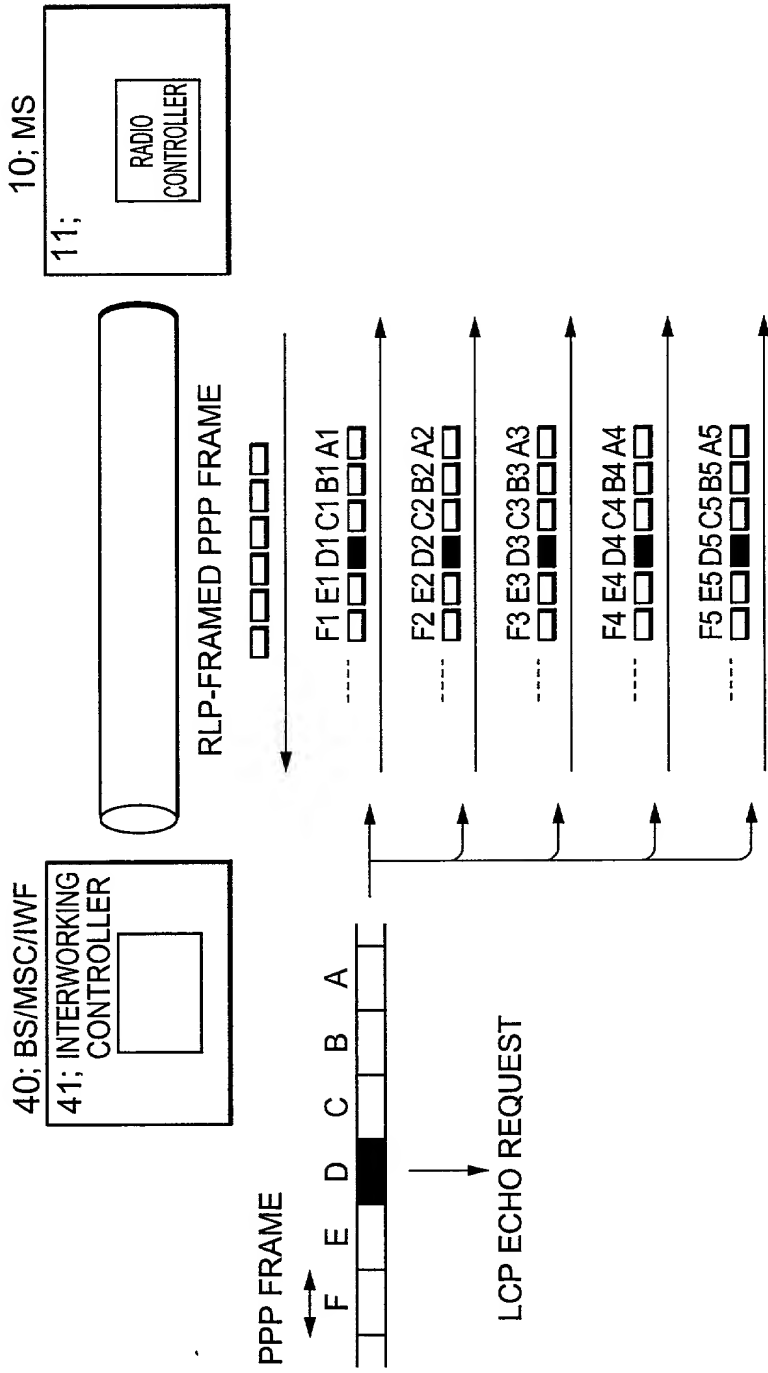 40; BS/MSC/IWF
41; INTERWORKING
CONTROLLER
10; MS
11;
RADIO
CONTROLLER
RLP-FRAMED PPP FRAME
PPP FRAME
F E D C B A
LCP ECHO REQUEST
F1 E1 D1 C1 B1 A1
F2 E2 D2 C2 B2 A2
F3 E3 D3 C3 B3 A3
F4 E4 D4 C4 B4 A4
F5 E5 D5 C5 B5 A5